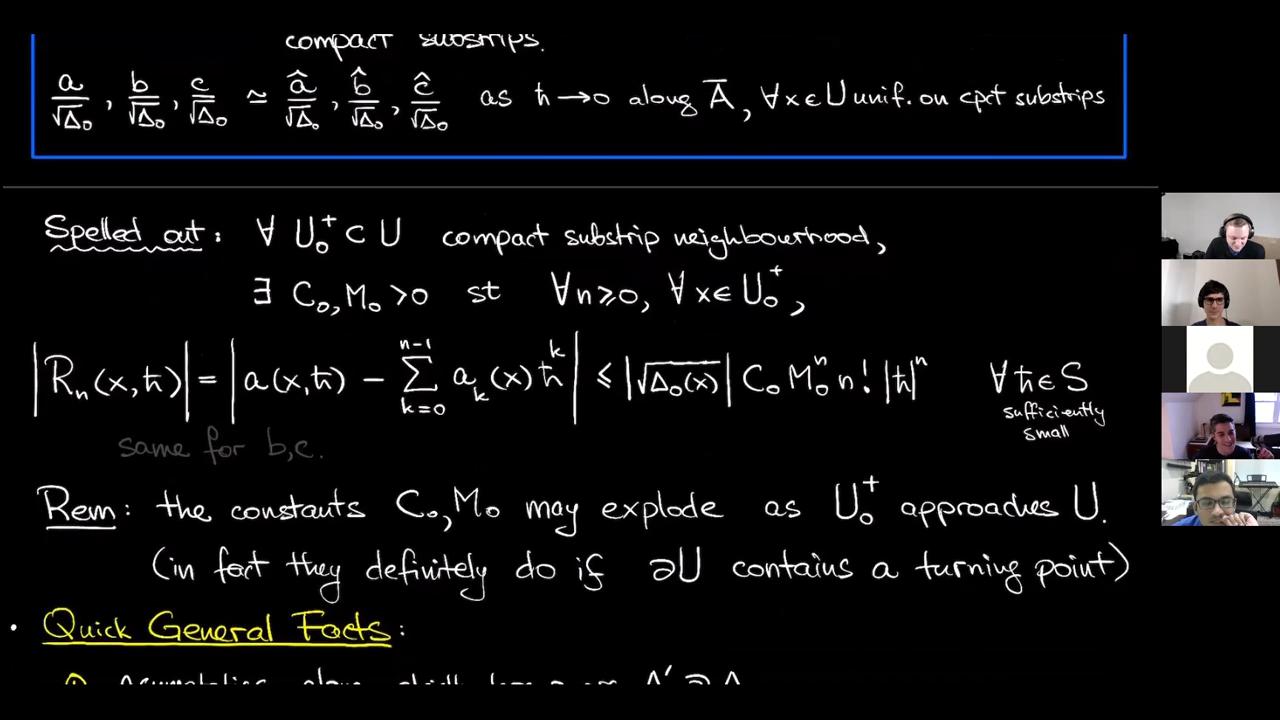 compact substrips.
a/√Δ₀, b/√Δ₀, c/√Δ₀ ≃ â/√Δ₀, b̂/√Δ₀, ĉ/√Δ₀ as ħ→0 along Ā, ∀x∈U unif. on cpct substrips
Spelled out: ∀ U₀⁺ ⊂ U compact substrip neighbourhood,
∃ C₀, M₀ >0 st ∀n⩾0, ∀x∈U₀⁺,
|Rₙ(x,ħ)| = |a(x,ħ) − ∑_{k=0}^{n-1} aₖ(x) ħᵏ| ⩽ |√Δ₀(x)| C₀ M₀ⁿ n! |ħ|ⁿ ∀ħ∈S
sufficiently
small
same for b,c.
Rem: the constants C₀, M₀ may explode as U₀⁺ approaches U.
(in fact they definitely do if ∂U contains a turning point)
• Quick General Facts: